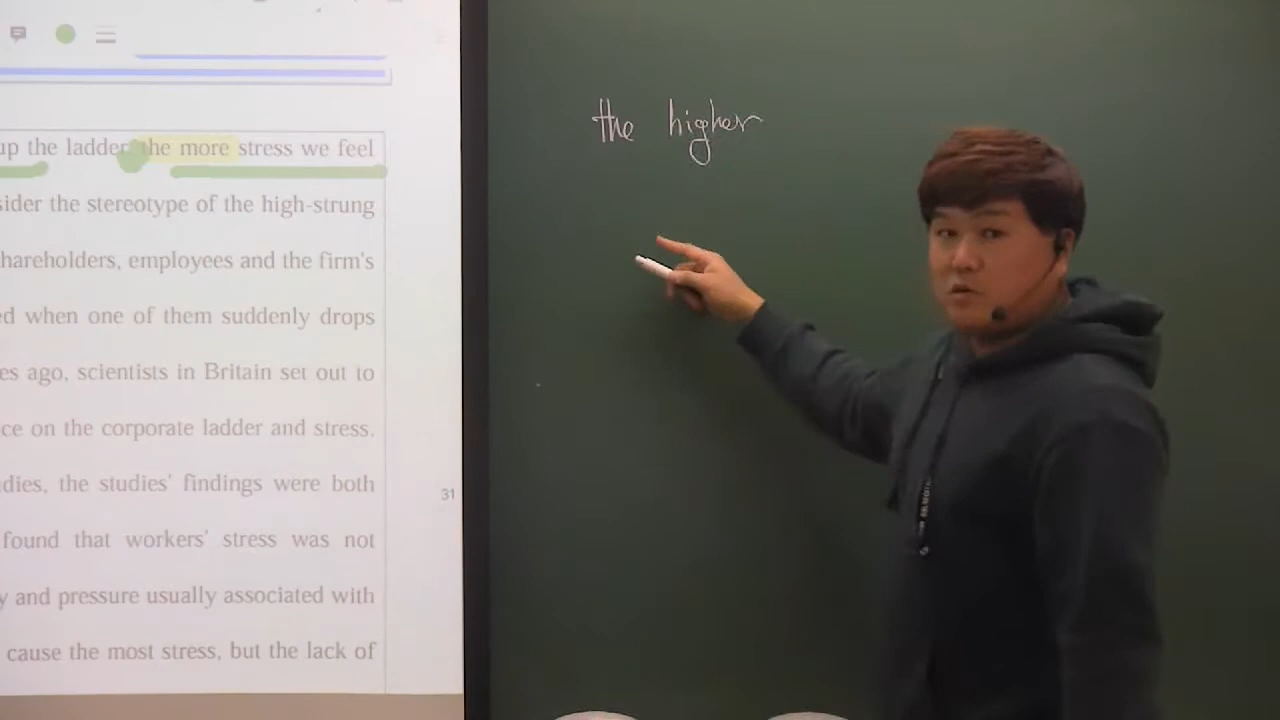 up the ladder, the more stress we feel
sider the stereotype of the high-strung
hareholders, employees and the firm's
ed when one of them suddenly drops
es ago, scientists in Britain set out to
ce on the corporate ladder and stress.
dies, the studies' findings were both
found that workers' stress was not
y and pressure usually associated with
cause the most stress, but the lack of
31
the higher